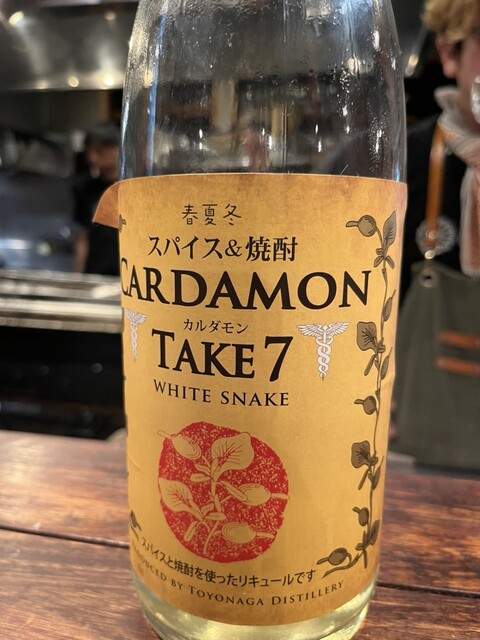 春夏冬
スパイス&焼酎
CARDAMON
カルダモン
TAKE 7
WHITE SNAKE
スパイスと焼酎を使ったリキュールです
PRODUCED BY TOYONAGA DISTILLERY